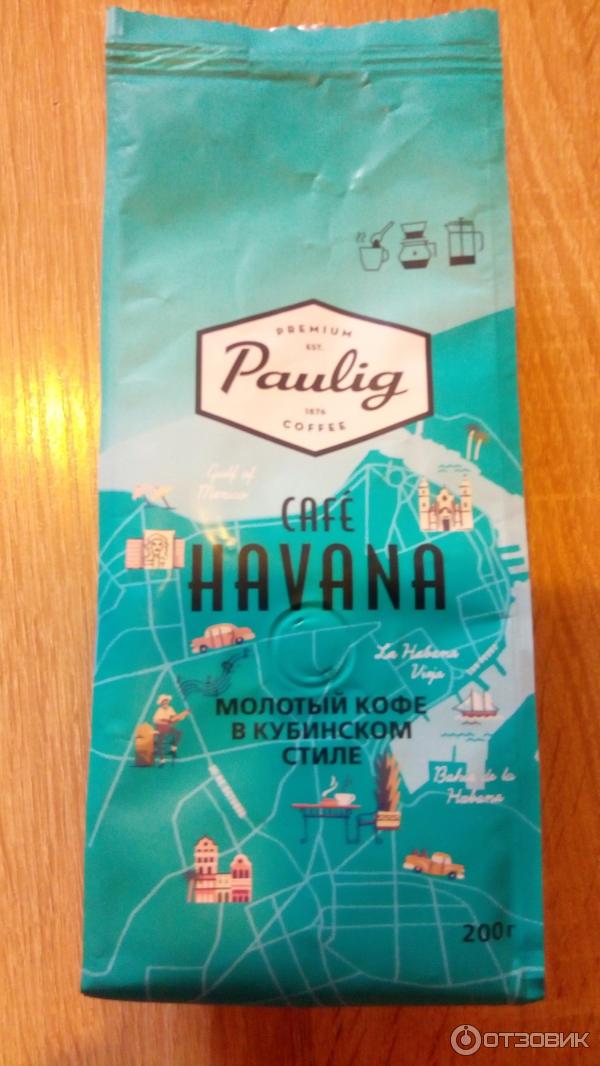 PREMIUM
EST.
Paulig
1876
COFFEE
Gulf of
Mexico
CAFÉ
HAVANA
La Habana
Vieja
МОЛОТЫЙ КОФЕ
В КУБИНСКОМ
СТИЛЕ
Bahia de la
Habana
200г
ОТЗОВИК